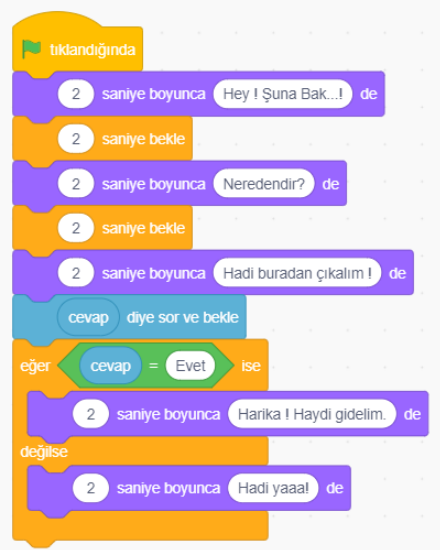 tıklandığında
2 saniye boyunca Hey ! Şuna Bak...! de
2 saniye bekle
2 saniye boyunca Neredendir? de
2 saniye bekle
2 saniye boyunca Hadi buradan çıkalım ! de
cevap diye sor ve bekle
eğer cevap = Evet ise
2 saniye boyunca Harika ! Haydi gidelim. de
değilse
2 saniye boyunca Hadi yaaa! de